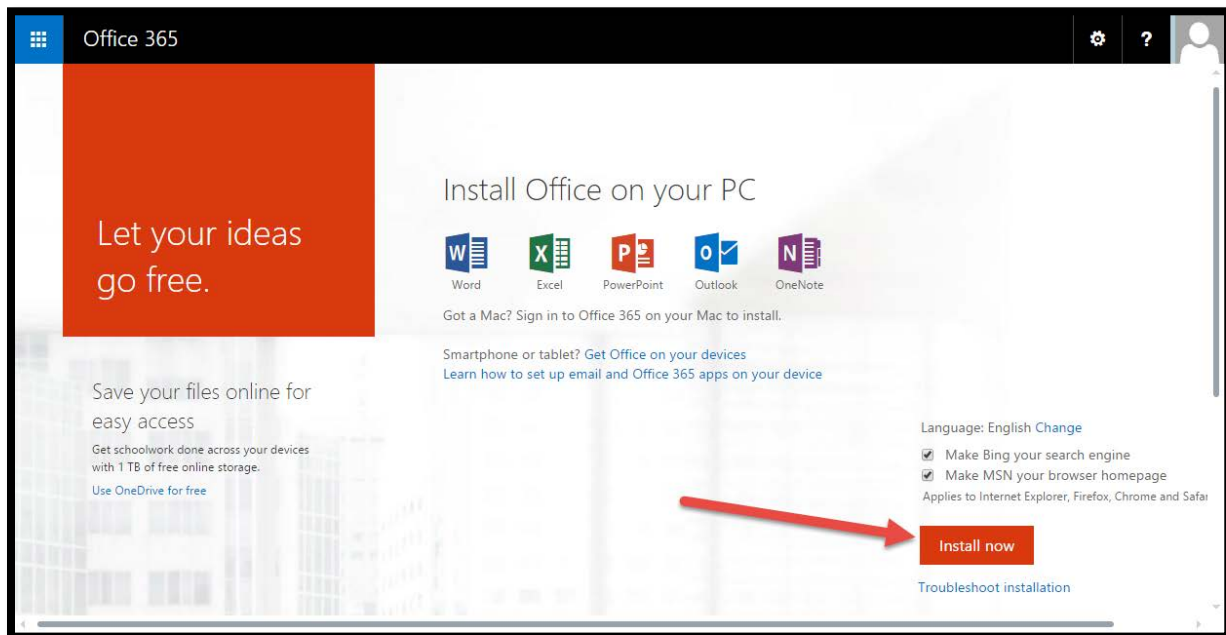 Office 365
?
Let your ideas
go free.
Install Office on your PC
W
X
P
O
N
Word
Excel
PowerPoint
Outlook
OneNote
Got a Mac? Sign in to Office 365 on your Mac to install.
Smartphone or tablet? Get Office on your devices
Learn how to set up email and Office 365 apps on your device
Save your files online for
easy access
Get schoolwork done across your devices
with 1 TB of free online storage.
Use OneDrive for free
Language: English Change
Make Bing your search engine
Make MSN your browser homepage
Applies to Internet Explorer, Firefox, Chrome and Safar
Install now
Troubleshoot installation